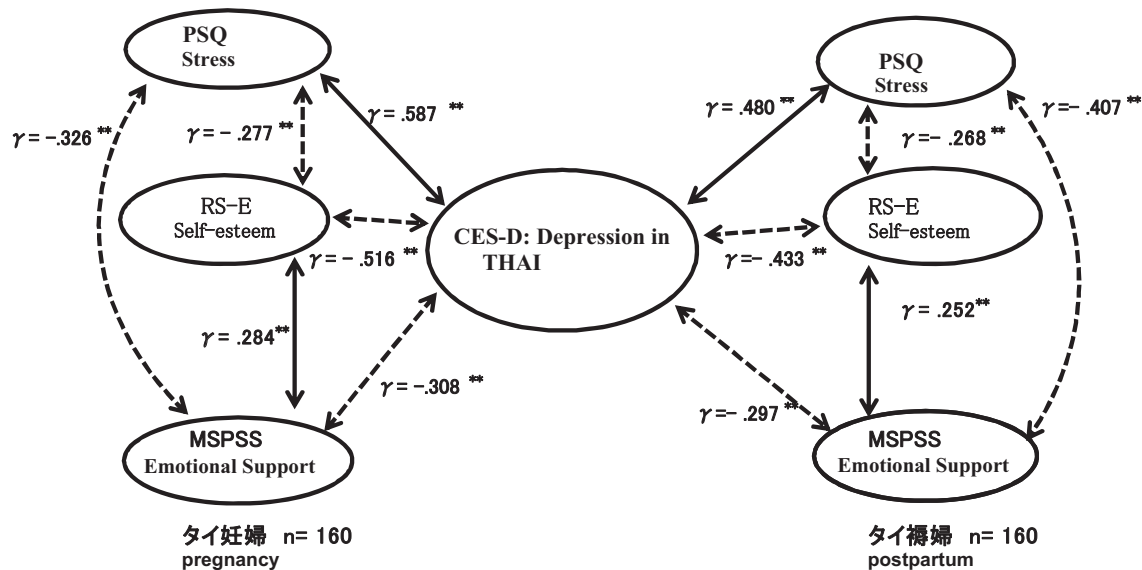 PSQ
Stress
γ=-.326 **
γ=- .277 **
γ= .587 **
RS-E
Self-esteem
γ=- .516 **
γ= .284**
γ=-.308 **
MSPSS
Emotional Support
タイ妊婦 n= 160
pregnancy
CES-D: Depression in
THAI
PSQ
Stress
γ= .480 **
γ=- .268 **
γ=- .407 **
RS-E
Self-esteem
γ=- .433 **
γ= .252**
γ=- .297 **
MSPSS
Emotional Support
タイ褥婦 n= 160
postpartum